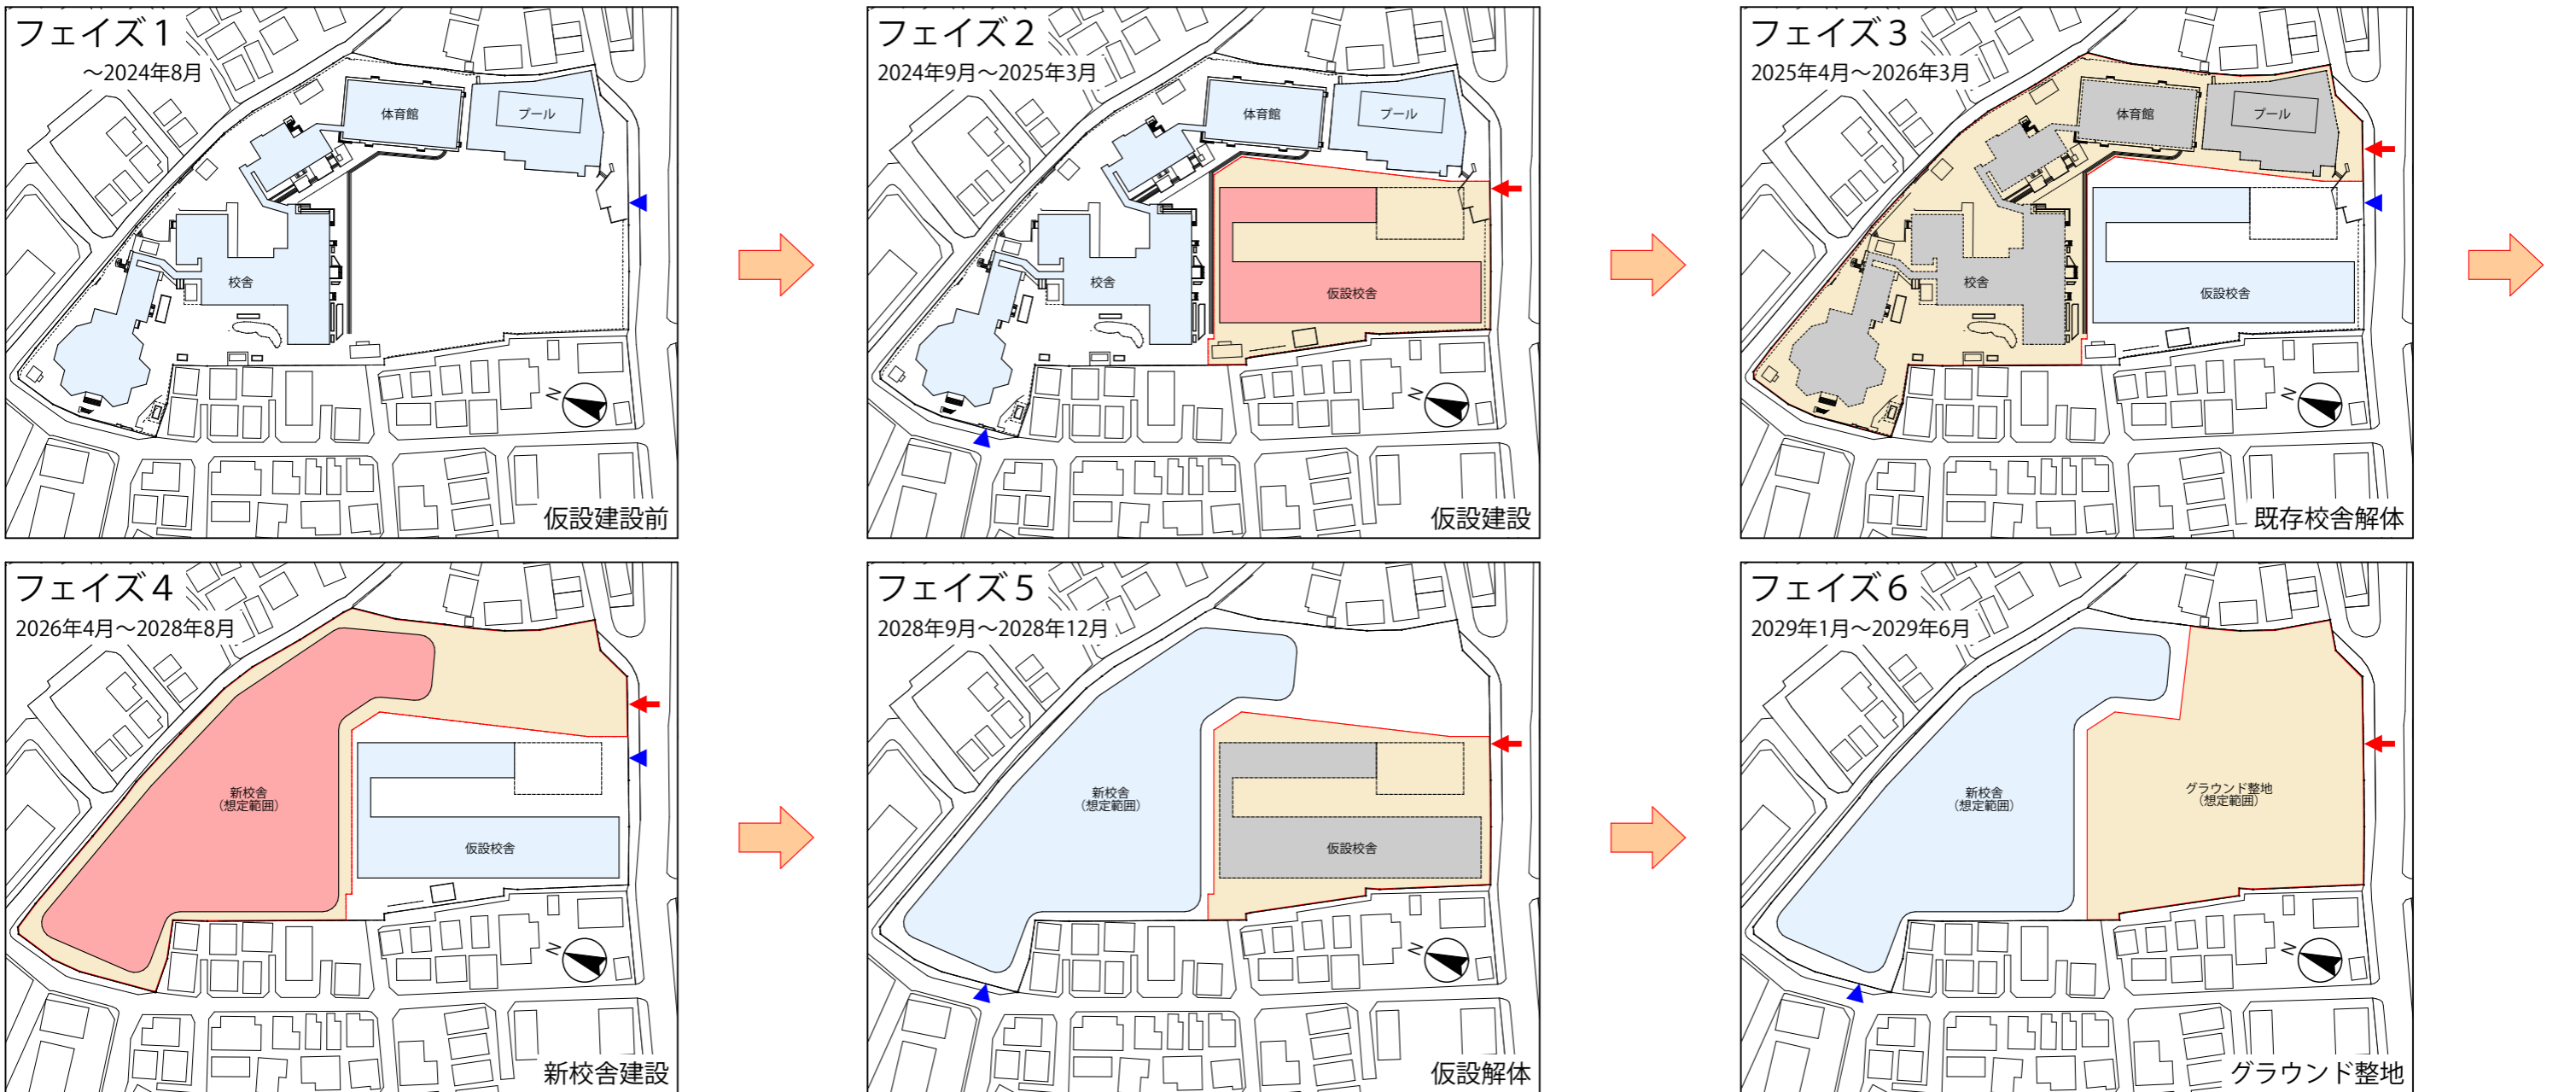 フェイズ１
～2024年8月
体育館
プール
校舎
N
仮設建設前
フェイズ２
2024年9月～2025年3月
体育館
プール
校舎
仮設校舎
N
仮設建設
フェイズ３
2025年4月～2026年3月
体育館
プール
校舎
仮設校舎
N
既存校舎解体
フェイズ４
2026年4月～2028年8月
新校舎
（想定範囲）
仮設校舎
N
新校舎建設
フェイズ５
2028年9月～2028年12月
新校舎
（想定範囲）
仮設校舎
N
仮設解体
フェイズ６
2029年1月～2029年6月
新校舎
（想定範囲）
グラウンド整地
（想定範囲）
N
グラウンド整地